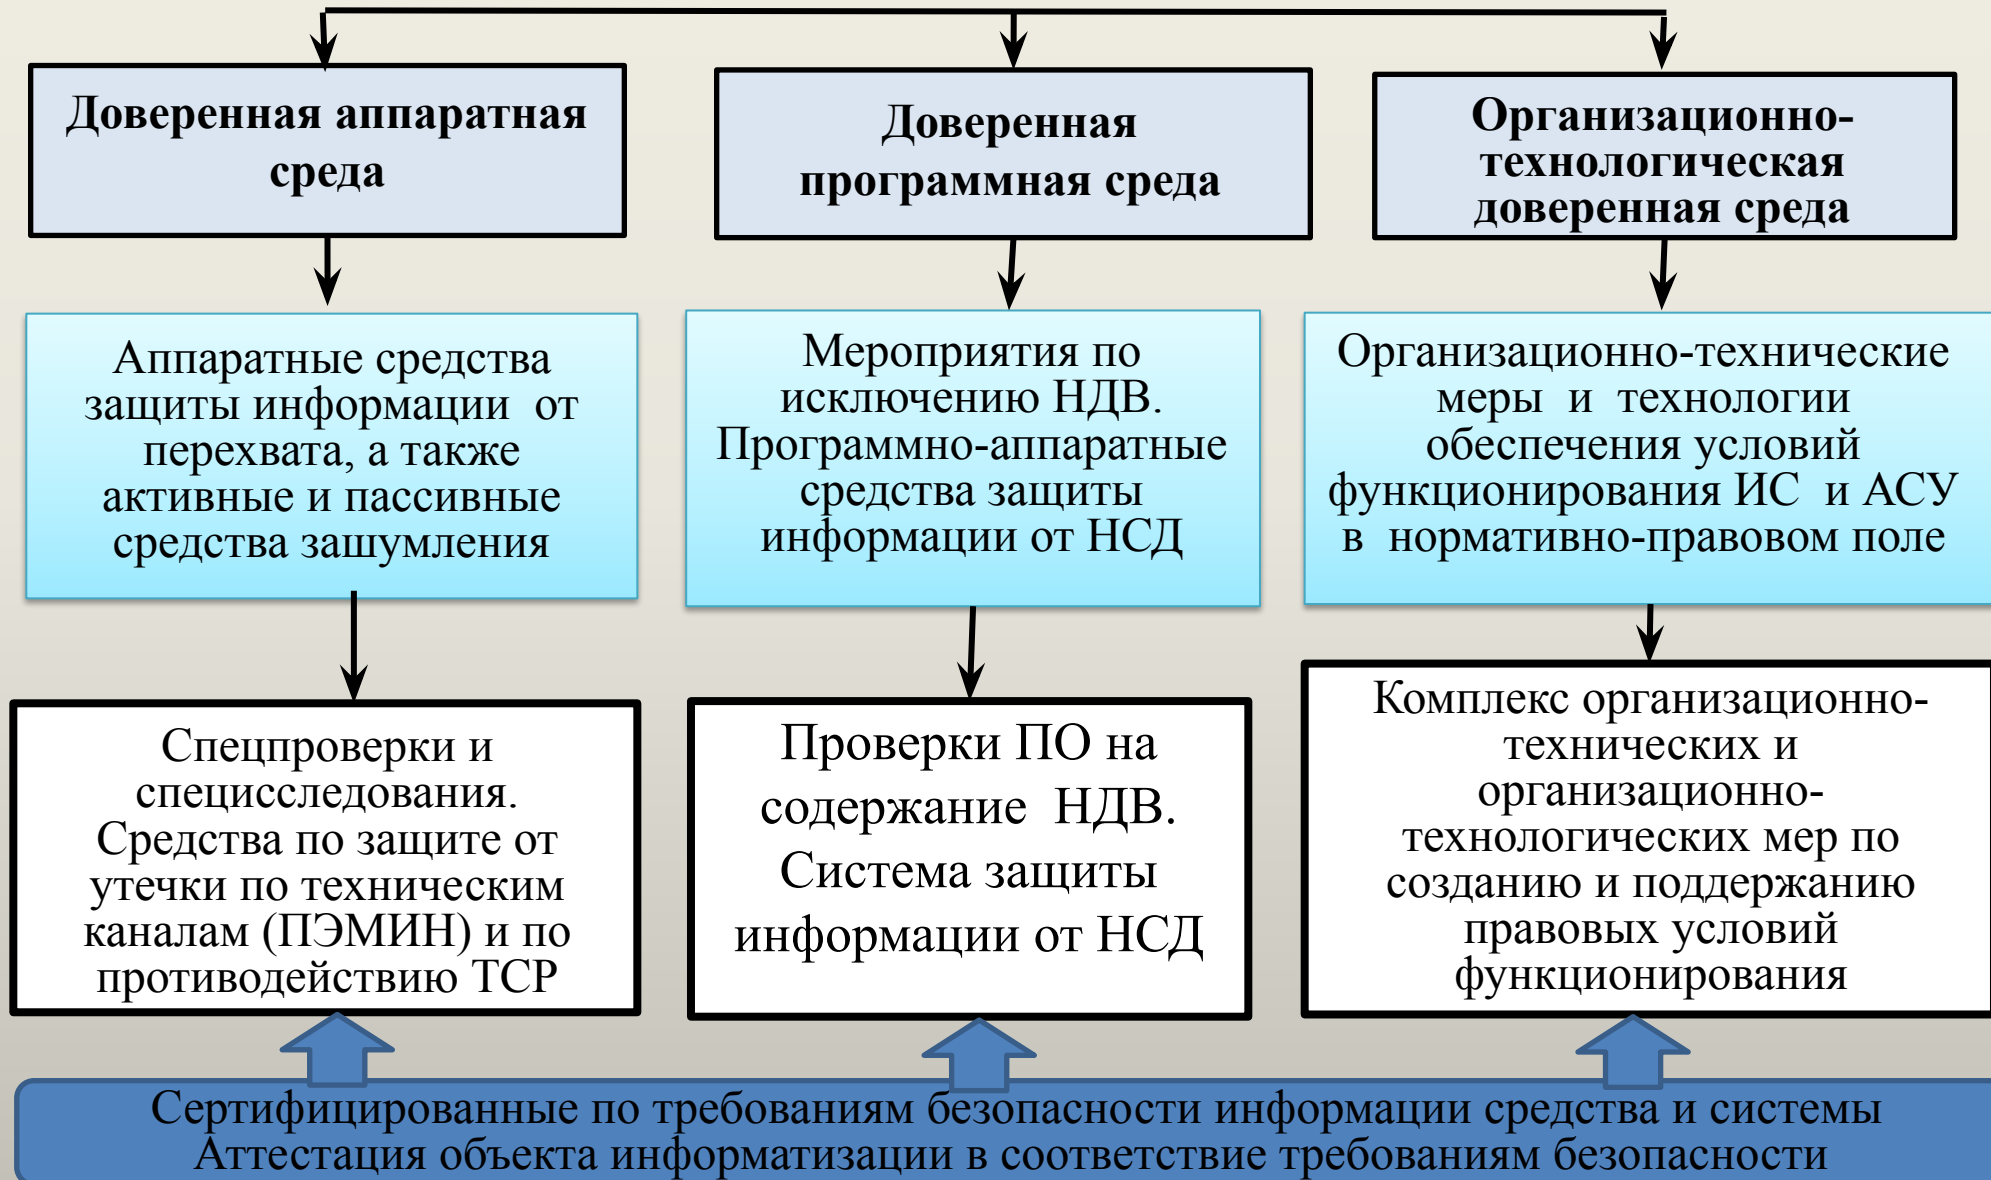 Доверенная аппаратная
среда
Доверенная
программная среда
Организационно-
технологическая
доверенная среда
Аппаратные средства
защиты информации от
перехвата, а также
активные и пассивные
средства зашумления
Мероприятия по
исключению НДВ.
Программно-аппаратные
средства защиты
информации от НСД
Организационно-технические
меры и технологии
обеспечения условий
функционирования ИС и АСУ
в нормативно-правовом поле
Спецпроверки и
специсследования.
Средства по защите от
утечки по техническим
каналам (ПЭМИН) и по
противодействию ТСР
Проверки ПО на
содержание НДВ.
Система защиты
информации от НСД
Комплекс организационно-
технических и
организационно-
технологических мер по
созданию и поддержанию
правовых условий
функционирования
Сертифицированные по требованиям безопасности информации средства и системы
Аттестация объекта информатизации в соответствие требованиям безопасности